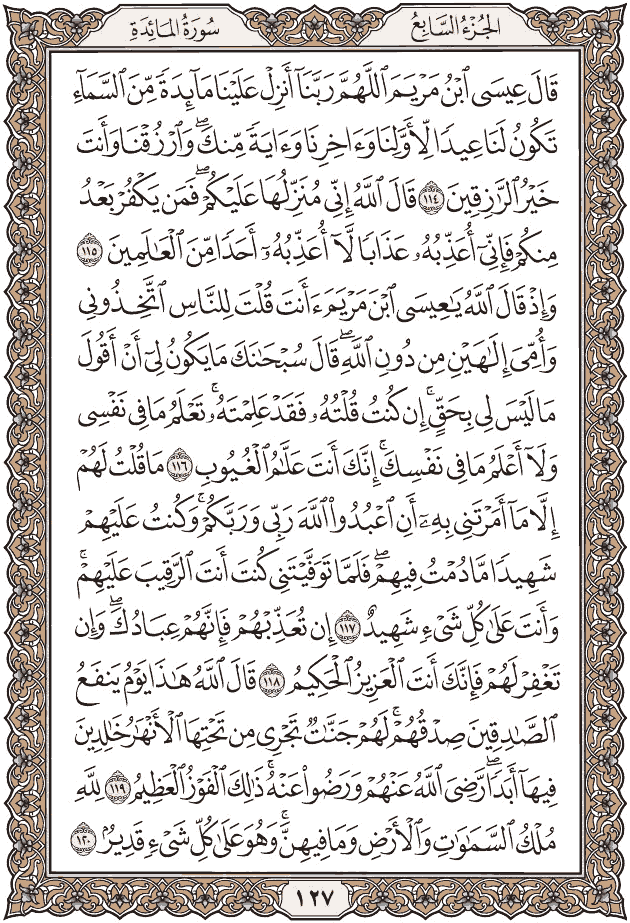 الجُزْءُ السَّابِعُ
سُورَةُ المَائِدَةِ
قَالَ عِيسَى ٱبْنُ مَرْيَمَ ٱللَّهُمَّ رَبَّنَآ أَنزِلْ عَلَيْنَا مَآئِدَةً مِّنَ ٱلسَّمَآءِ
تَكُونُ لَنَا عِيدًا لِّأَوَّلِنَا وَءَاخِرِنَا وَءَايَةً مِّنكَۖ وَٱرْزُقْنَا وَأَنتَ
خَيْرُ ٱلرَّٰزِقِينَ ١١٤ قَالَ ٱللَّهُ إِنِّى مُنَزِّلُهَا عَلَيْكُمْۖ فَمَن يَكْفُرْ بَعْدُ
مِنكُمْ فَإِنِّىٓ أُعَذِّبُهُۥ عَذَابًا لَّآ أُعَذِّبُهُۥٓ أَحَدًا مِّنَ ٱلْعَٰلَمِينَ ١١٥
وَإِذْ قَالَ ٱللَّهُ يَٰعِيسَى ٱبْنَ مَرْيَمَ ءَأَنتَ قُلْتَ لِلنَّاسِ ٱتَّخِذُونِى
وَأُمِّىَ إِلَٰهَيْنِ مِن دُونِ ٱللَّهِۖ قَالَ سُبْحَٰنَكَ مَا يَكُونُ لِىٓ أَنْ أَقُولَ
مَا لَيْسَ لِى بِحَقٍّۚ إِن كُنتُ قُلْتُهُۥ فَقَدْ عَلِمْتَهُۥۚ تَعْلَمُ مَا فِى نَفْسِى
وَلَآ أَعْلَمُ مَا فِى نَفْسِكَۚ إِنَّكَ أَنتَ عَلَّٰمُ ٱلْغُيُوبِ ١١٦ مَا قُلْتُ لَهُمْ
إِلَّا مَآ أَمَرْتَنِى بِهِۦٓ أَنِ ٱعْبُدُوا۟ ٱللَّهَ رَبِّى وَرَبَّكُمْۚ وَكُنتُ عَلَيْهِمْ
شَهِيدًا مَّا دُمْتُ فِيهِمْۖ فَلَمَّا تَوَفَّيْتَنِى كُنتَ أَنتَ ٱلرَّقِيبَ عَلَيْهِمْۚ
وَأَنتَ عَلَىٰ كُلِّ شَىْءٍ شَهِيدٌ ١١٧ إِن تُعَذِّبْهُمْ فَإِنَّهُمْ عِبَادُكَۖ وَإِن
تَغْفِرْ لَهُمْ فَإِنَّكَ أَنتَ ٱلْعَزِيزُ ٱلْحَكِيمُ ١١٨ قَالَ ٱللَّهُ هَٰذَا يَوْمُ يَنفَعُ
ٱلصَّٰدِقِينَ صِدْقُهُمْۚ لَهُمْ جَنَّٰتٌ تَجْرِى مِن تَحْتِهَا ٱلْأَنْهَٰرُ خَٰلِدِينَ
فِيهَآ أَبَدًاۚ رَّضِىَ ٱللَّهُ عَنْهُمْ وَرَضُوا۟ عَنْهُۚ ذَٰلِكَ ٱلْفَوْزُ ٱلْعَظِيمُ ١١٩ لِلَّهِ
مُلْكُ ٱلسَّمَٰوَٰتِ وَٱلْأَرْضِ وَمَا فِيهِنَّۚ وَهُوَ عَلَىٰ كُلِّ شَىْءٍ قَدِيرٌۢ ١٢٠
١٢٧